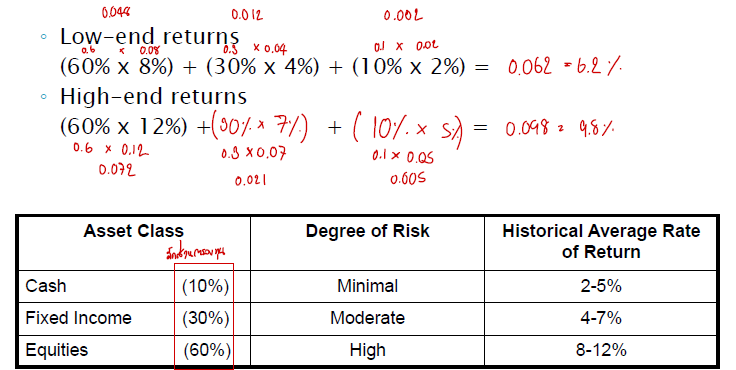 0.048 0.012 0.002
◦ Low-end returns
0.6 x 0.08 0.3 x 0.04 0.1 x 0.02
(60% x 8%) + (30% x 4%) + (10% x 2%) = 0.062 = 6.2 %
◦ High-end returns
(60% x 12%) + (30% x 7%) + (10% x 5%) = 0.098 = 9.8 %
0.6 x 0.12 0.3 x 0.07 0.1 x 0.05
0.072 0.021 0.005
Asset Class Degree of Risk Historical Average Rate of Return
Cash (10%) Minimal 2-5%
Fixed Income (30%) Moderate 4-7%
Equities (60%) High 8-12%